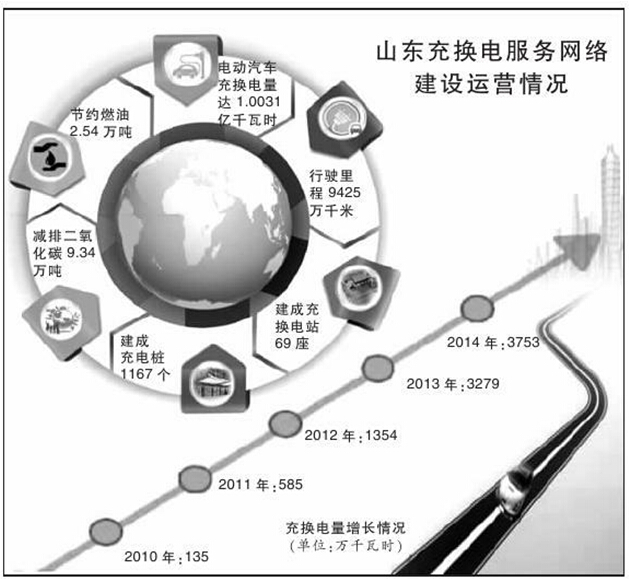 山东充换电服务网络
建设运营情况
电动汽车
充换电量
达 1.0031
亿千瓦时
行驶里
程 9425
万千米
建成充
换电站
69 座
建成
充电桩
1167 个
减排二氧
化碳 9.34
万吨
节约燃油
2.54 万吨
2014 年:3753
2013 年:3279
2012 年:1354
2011 年:585
2010 年:135
充换电量增长情况
(单位:万千瓦时)